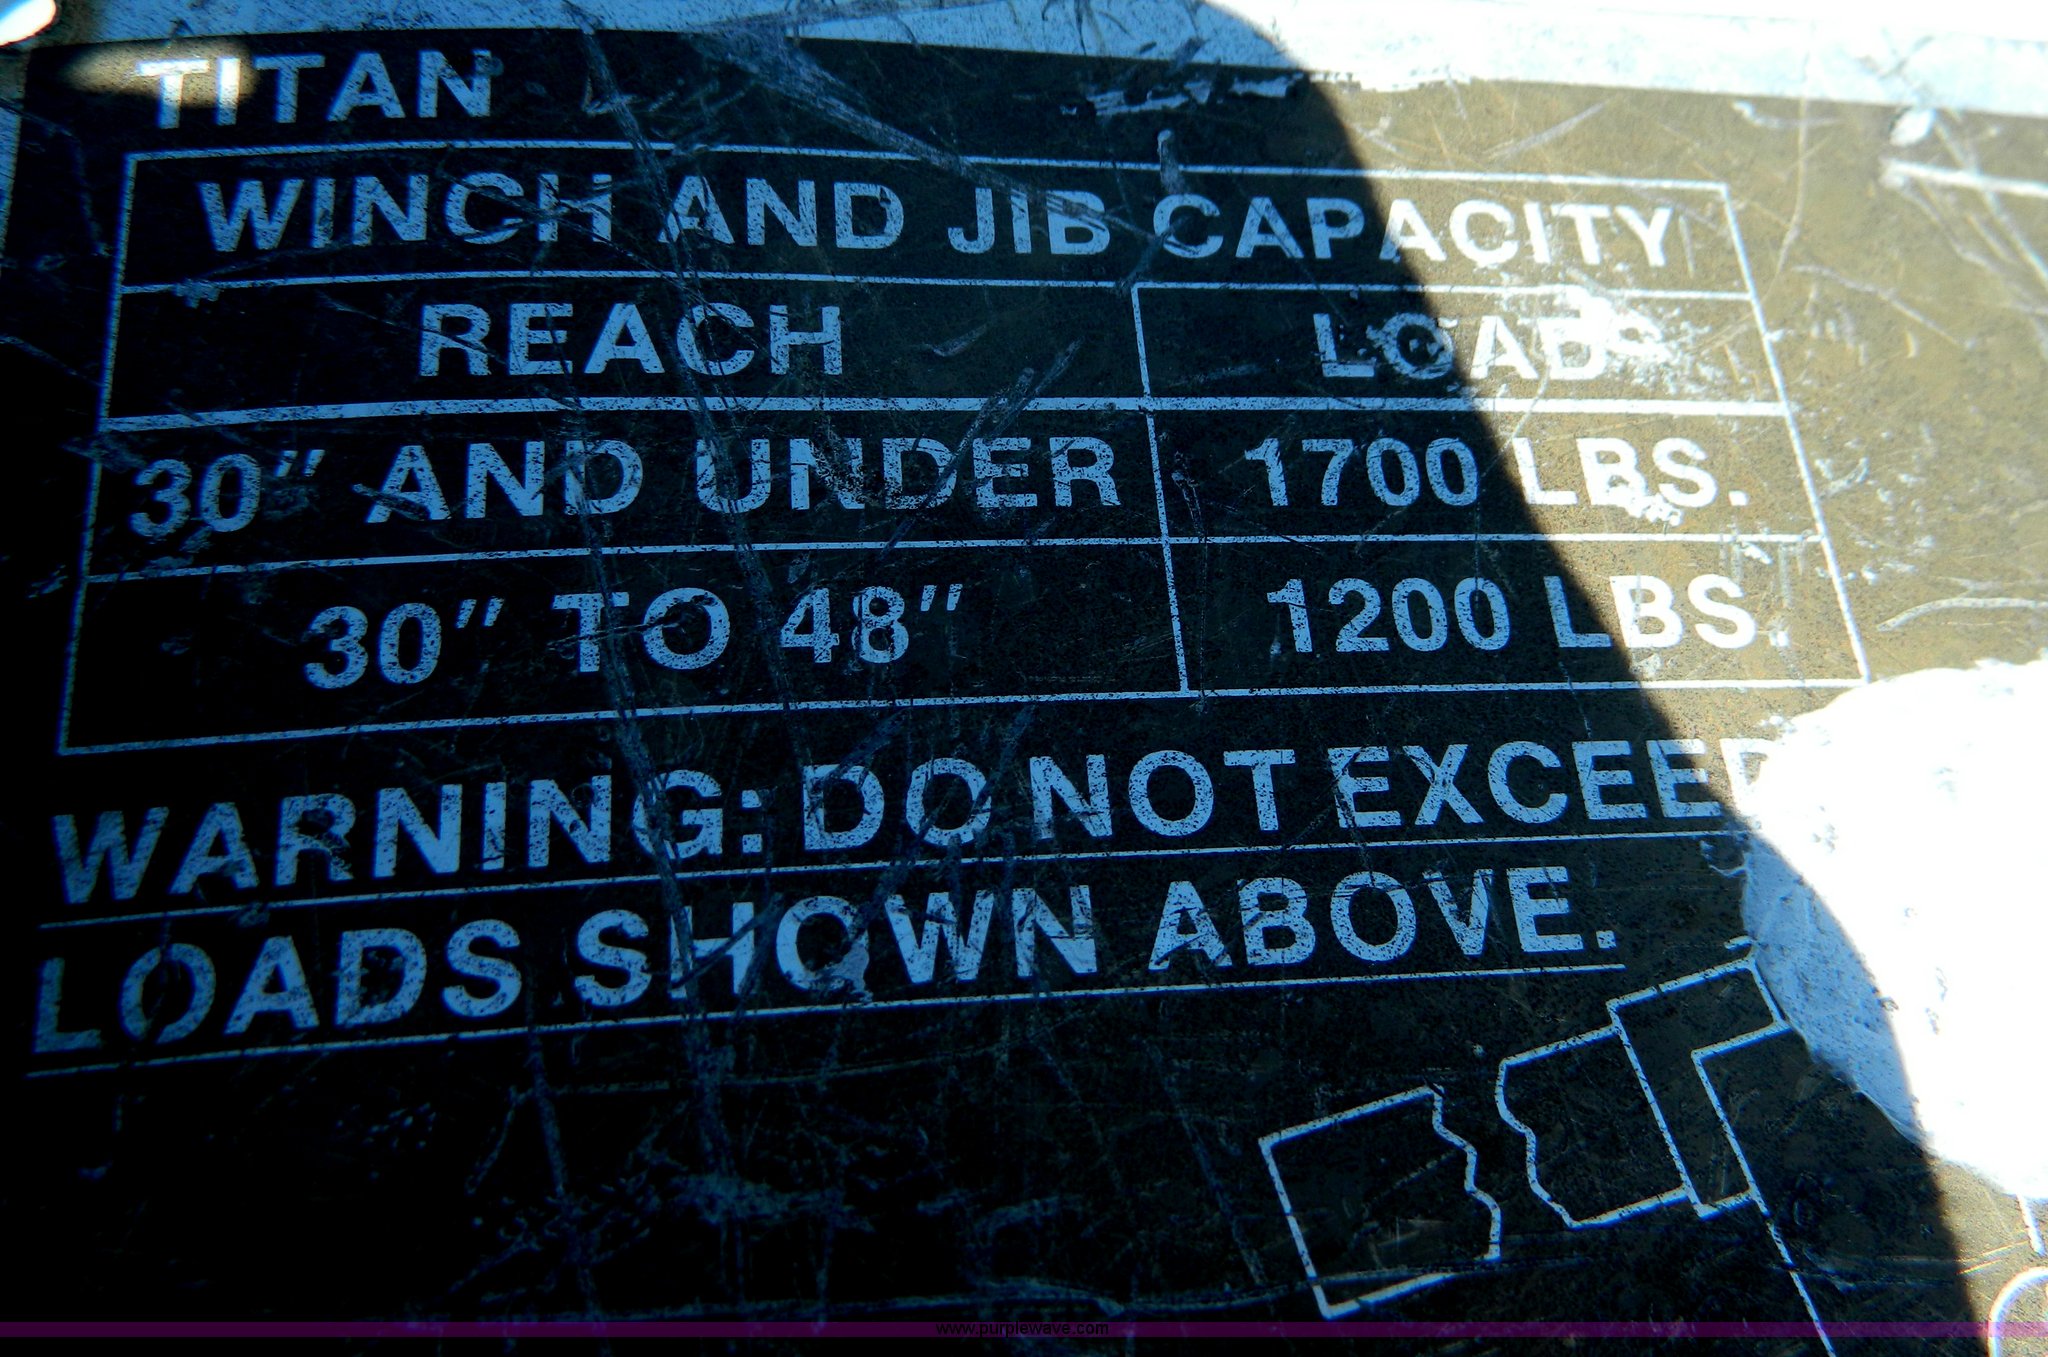 TITAN
WINCH AND JIB CAPACITY
REACH LOADS
30" AND UNDER 1700 LBS.
30" TO 48" 1200 LBS.
WARNING: DO NOT EXCEED
LOADS SHOWN ABOVE.
www.purplewave.com